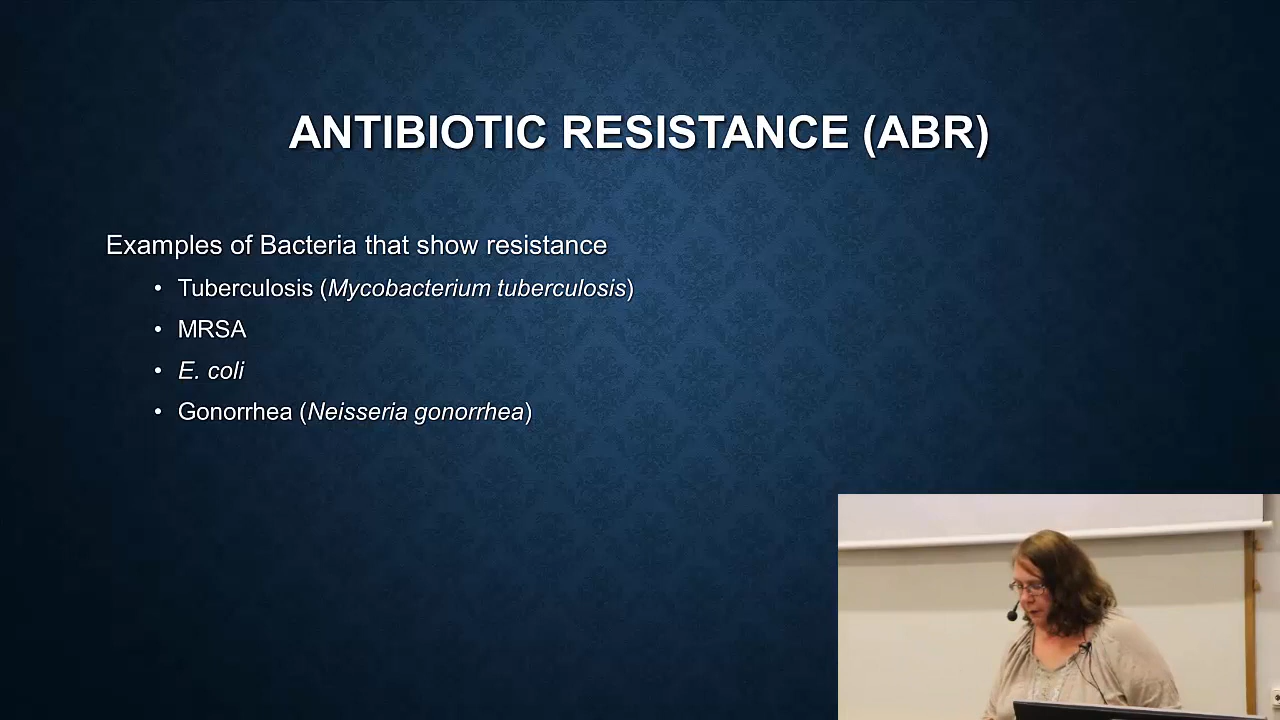 ANTIBIOTIC RESISTANCE (ABR)
Examples of Bacteria that show resistance
• Tuberculosis (Mycobacterium tuberculosis)
• MRSA
• E. coli
• Gonorrhea (Neisseria gonorrhea)